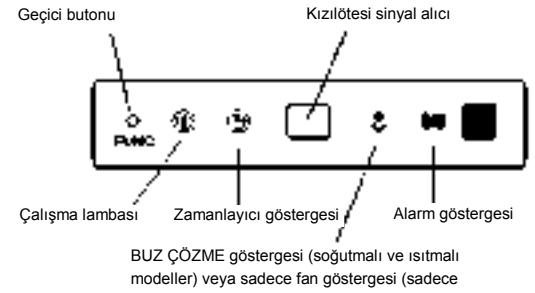 Geçici butonu
Kızılötesi sinyal alıcı
FUNC
Çalışma lambası
Zamanlayıcı göstergesi
Alarm göstergesi
BUZ ÇÖZME göstergesi (soğutmalı ve ısıtmalı
modeller) veya sadece fan göstergesi (sadece